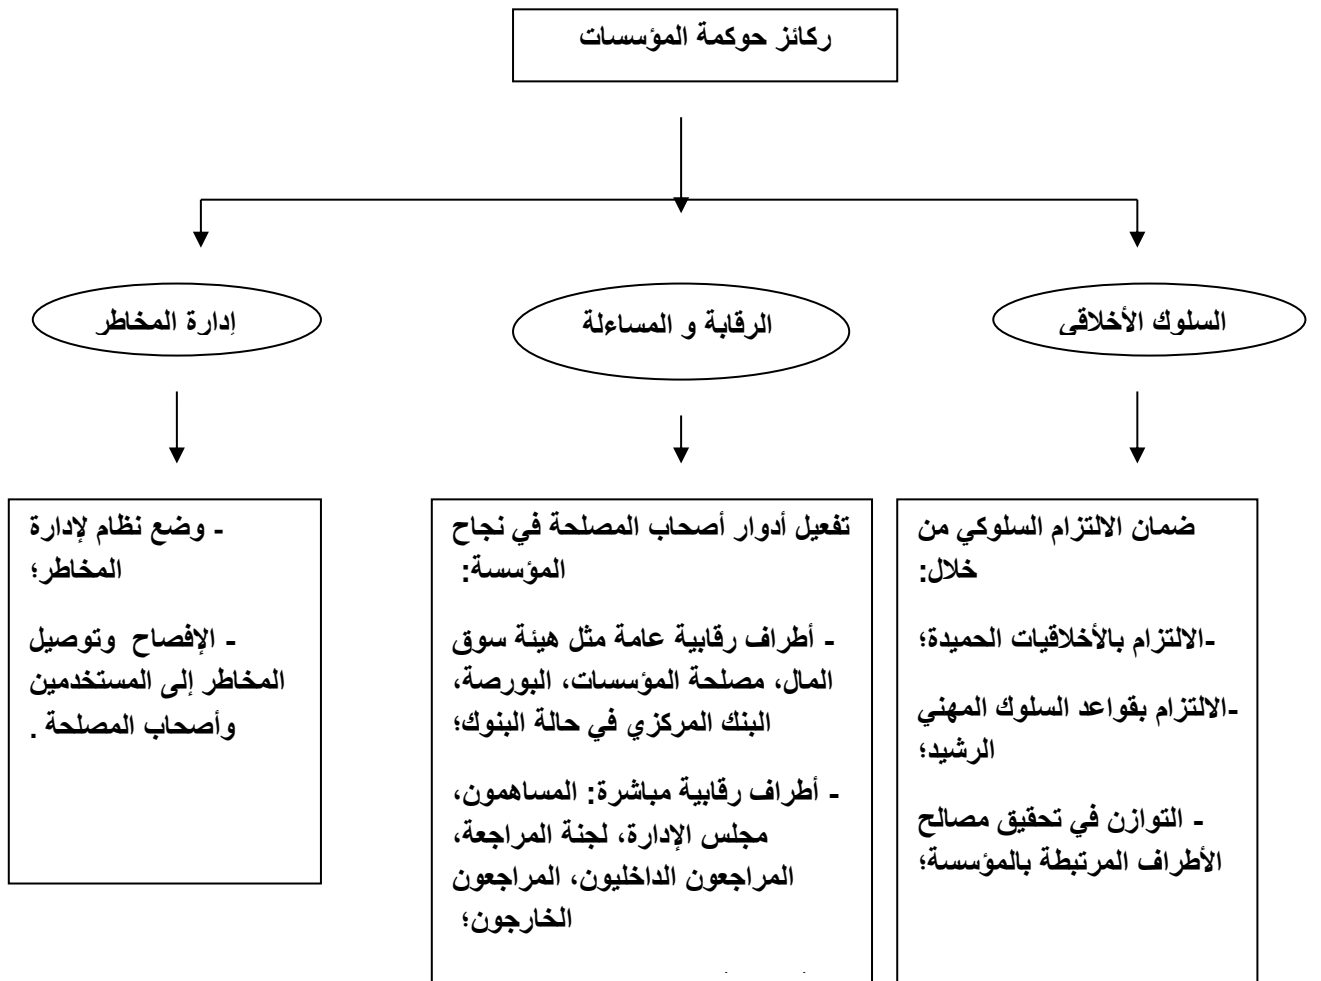 ركائز حوكمة المؤسسات
السلوك الأخلاقي
الرقابة و المساءلة
إدارة المخاطر
ضمان الالتزام السلوكي من
خلال:
-الالتزام بالأخلاقيات الحميدة؛
-الالتزام بقواعد السلوك المهني
الرشيد؛
- التوازن في تحقيق مصالح
الأطراف المرتبطة بالمؤسسة؛
تفعيل أدوار أصحاب المصلحة في نجاح
المؤسسة:
- أطراف رقابية عامة مثل هيئة سوق
المال، مصلحة المؤسسات، البورصة،
البنك المركزي في حالة البنوك؛
- أطراف رقابية مباشرة: المساهمون،
مجلس الإدارة، لجنة المراجعة،
المراجعون الداخليون، المراجعون
الخارجون؛
- وضع نظام لإدارة
المخاطر؛
- الإفصاح وتوصيل
المخاطر إلى المستخدمين
وأصحاب المصلحة .